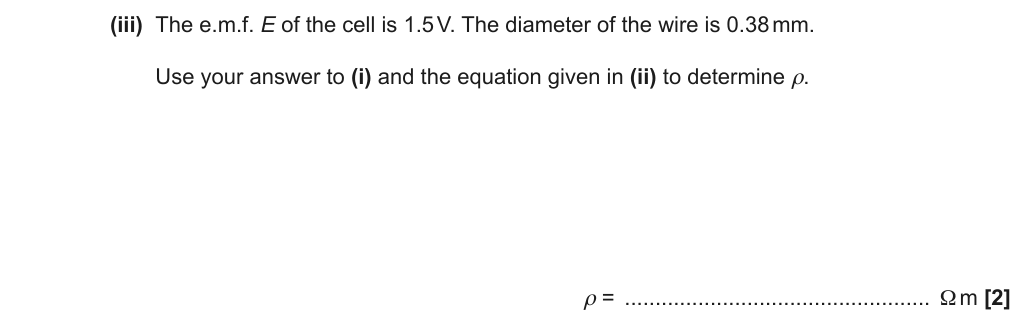 (iii) The e.m.f. E of the cell is 1.5 V. The diameter of the wire is 0.38 mm.
Use your answer to (i) and the equation given in (ii) to determine ρ.
ρ = .................................................. Ω m [2]